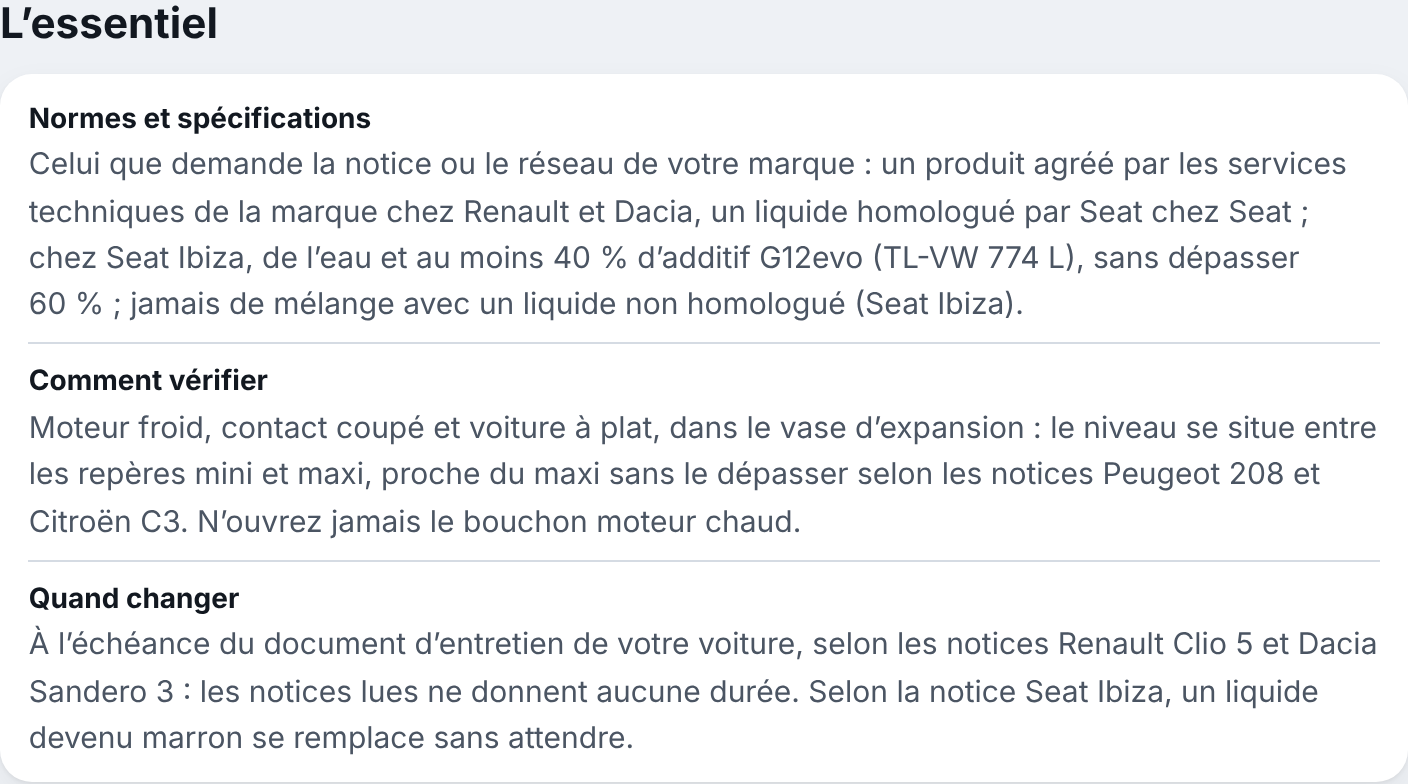 L’essentiel
Normes et spécifications
Celui que demande la notice ou le réseau de votre marque : un produit agréé par les services
techniques de la marque chez Renault et Dacia, un liquide homologué par Seat chez Seat ;
chez Seat Ibiza, de l’eau et au moins 40 % d’additif G12evo (TL-VW 774 L), sans dépasser
60 % ; jamais de mélange avec un liquide non homologué (Seat Ibiza).
Comment vérifier
Moteur froid, contact coupé et voiture à plat, dans le vase d’expansion : le niveau se situe entre
les repères mini et maxi, proche du maxi sans le dépasser selon les notices Peugeot 208 et
Citroën C3. N’ouvrez jamais le bouchon moteur chaud.
Quand changer
À l’échéance du document d’entretien de votre voiture, selon les notices Renault Clio 5 et Dacia
Sandero 3 : les notices lues ne donnent aucune durée. Selon la notice Seat Ibiza, un liquide
devenu marron se remplace sans attendre.